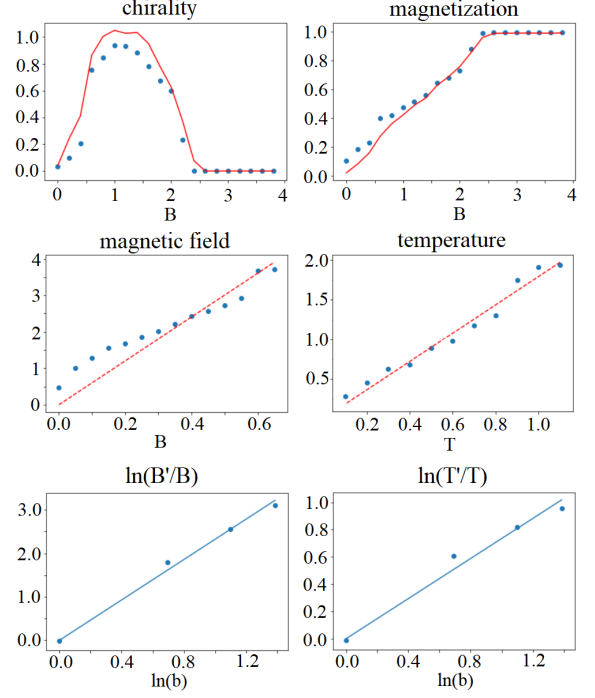 chirality
1.0
0.8
0.6
0.4
0.2
0.0
0 1 2 3 4
B
magnetization
1.0
0.8
0.6
0.4
0.2
0.0
0 1 2 3 4
B
magnetic field
4
3
2
1
0
0.0 0.2 0.4 0.6
B
temperature
2.0
1.5
1.0
0.5
0.2 0.4 0.6 0.8 1.0
T
ln(B'/B)
3.0
2.0
1.0
0.0
0.0 0.4 0.8 1.2
ln(b)
ln(T'/T)
1.0
0.8
0.6
0.4
0.2
0.0
0.0 0.4 0.8 1.2
ln(b)